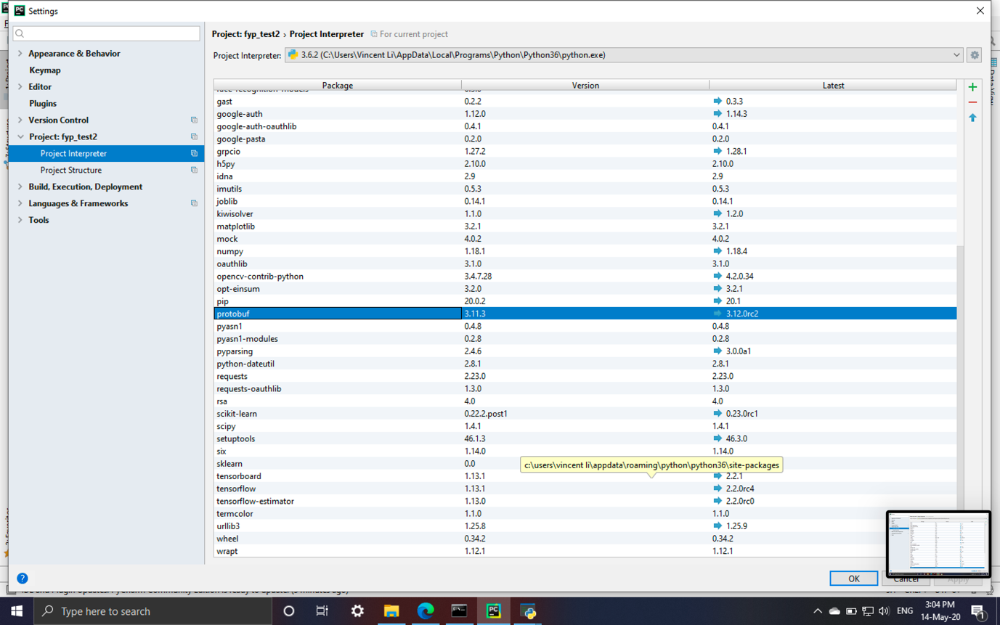 Settings
Project: fyp_test2 › Project Interpreter For current project
Project Interpreter: 3.6.2 (C:\Users\Vincent Li\AppData\Local\Programs\Python\Python36\python.exe)
Appearance & Behavior
Keymap
Editor
Plugins
Version Control
Project: fyp_test2
Project Interpreter
Project Structure
Build, Execution, Deployment
Languages & Frameworks
Tools
Package Version Latest
gast 0.2.2 0.3.3
google-auth 1.12.0 1.14.3
google-auth-oauthlib 0.4.1 0.4.1
google-pasta 0.2.0 0.2.0
grpcio 1.27.2 1.28.1
h5py 2.10.0 2.10.0
idna 2.9 2.9
imutils 0.5.3 0.5.3
joblib 0.14.1 0.14.1
kiwisolver 1.1.0 1.2.0
matplotlib 3.2.1 3.2.1
mock 4.0.2 4.0.2
numpy 1.18.1 1.18.4
oauthlib 3.1.0 3.1.0
opencv-contrib-python 3.4.7.28 4.2.0.34
opt-einsum 3.2.0 3.2.1
pip 20.0.2 20.1
protobuf 3.11.3 3.12.0rc2
pyasn1 0.4.8 0.4.8
pyasn1-modules 0.2.8 0.2.8
pyparsing 2.4.6 3.0.0a1
python-dateutil 2.8.1 2.8.1
requests 2.23.0 2.23.0
requests-oauthlib 1.3.0 1.3.0
rsa 4.0 4.0
scikit-learn 0.22.2.post1 0.23.0rc1
scipy 1.4.1 1.4.1
setuptools 46.1.3 46.3.0
six 1.14.0 1.14.0
sklearn 0.0
c:\users\vincent li\appdata\roaming\python\python36\site-packages
tensorboard 1.13.1 2.2.1
tensorflow 1.13.1 2.2.0rc4
tensorflow-estimator 1.13.0 2.2.0rc0
termcolor 1.1.0 1.1.0
urllib3 1.25.8 1.25.9
wheel 0.34.2 0.34.2
wrapt 1.12.1 1.12.1
OK Cancel Apply
Type here to search
ENG
3:04 PM
14-May-20